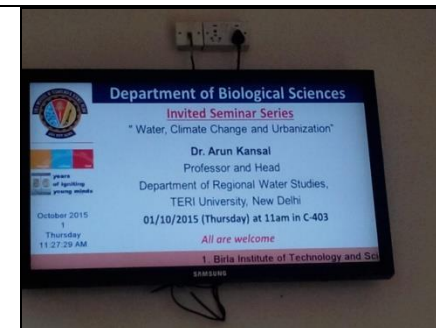 Department of Biological Sciences
Invited Seminar Series
" Water, Climate Change and Urbanization"
Dr. Arun Kansal
Professor and Head
Department of Regional Water Studies,
TERI University, New Delhi
01/10/2015 (Thursday) at 11am in C-403
All are welcome
years
of igniting
young minds
October 2015
1
Thursday
11:27:29 AM
1. Birla Institute of Technology and Sci
SAMSUNG